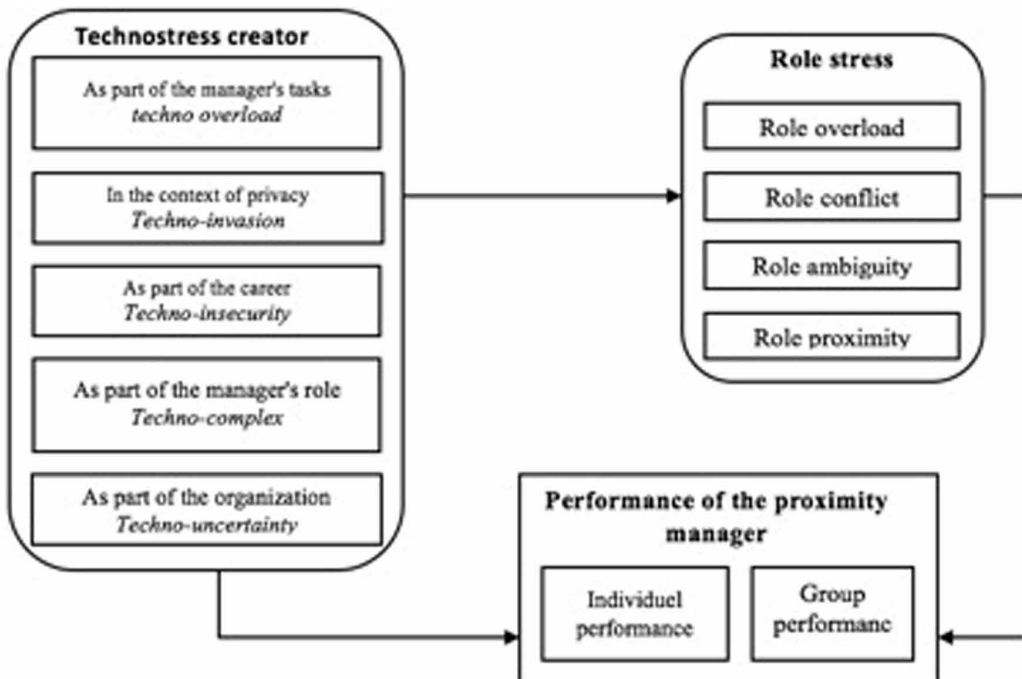 Technostress creator
As part of the manager's tasks
techno overload
In the context of privacy
Techno-invasion
As part of the career
Techno-insecurity
As part of the manager's role
Techno-complex
As part of the organization
Techno-uncertainty
Role stress
Role overload
Role conflict
Role ambiguity
Role proximity
Performance of the proximity
manager
Individuel
performance
Group
performanc